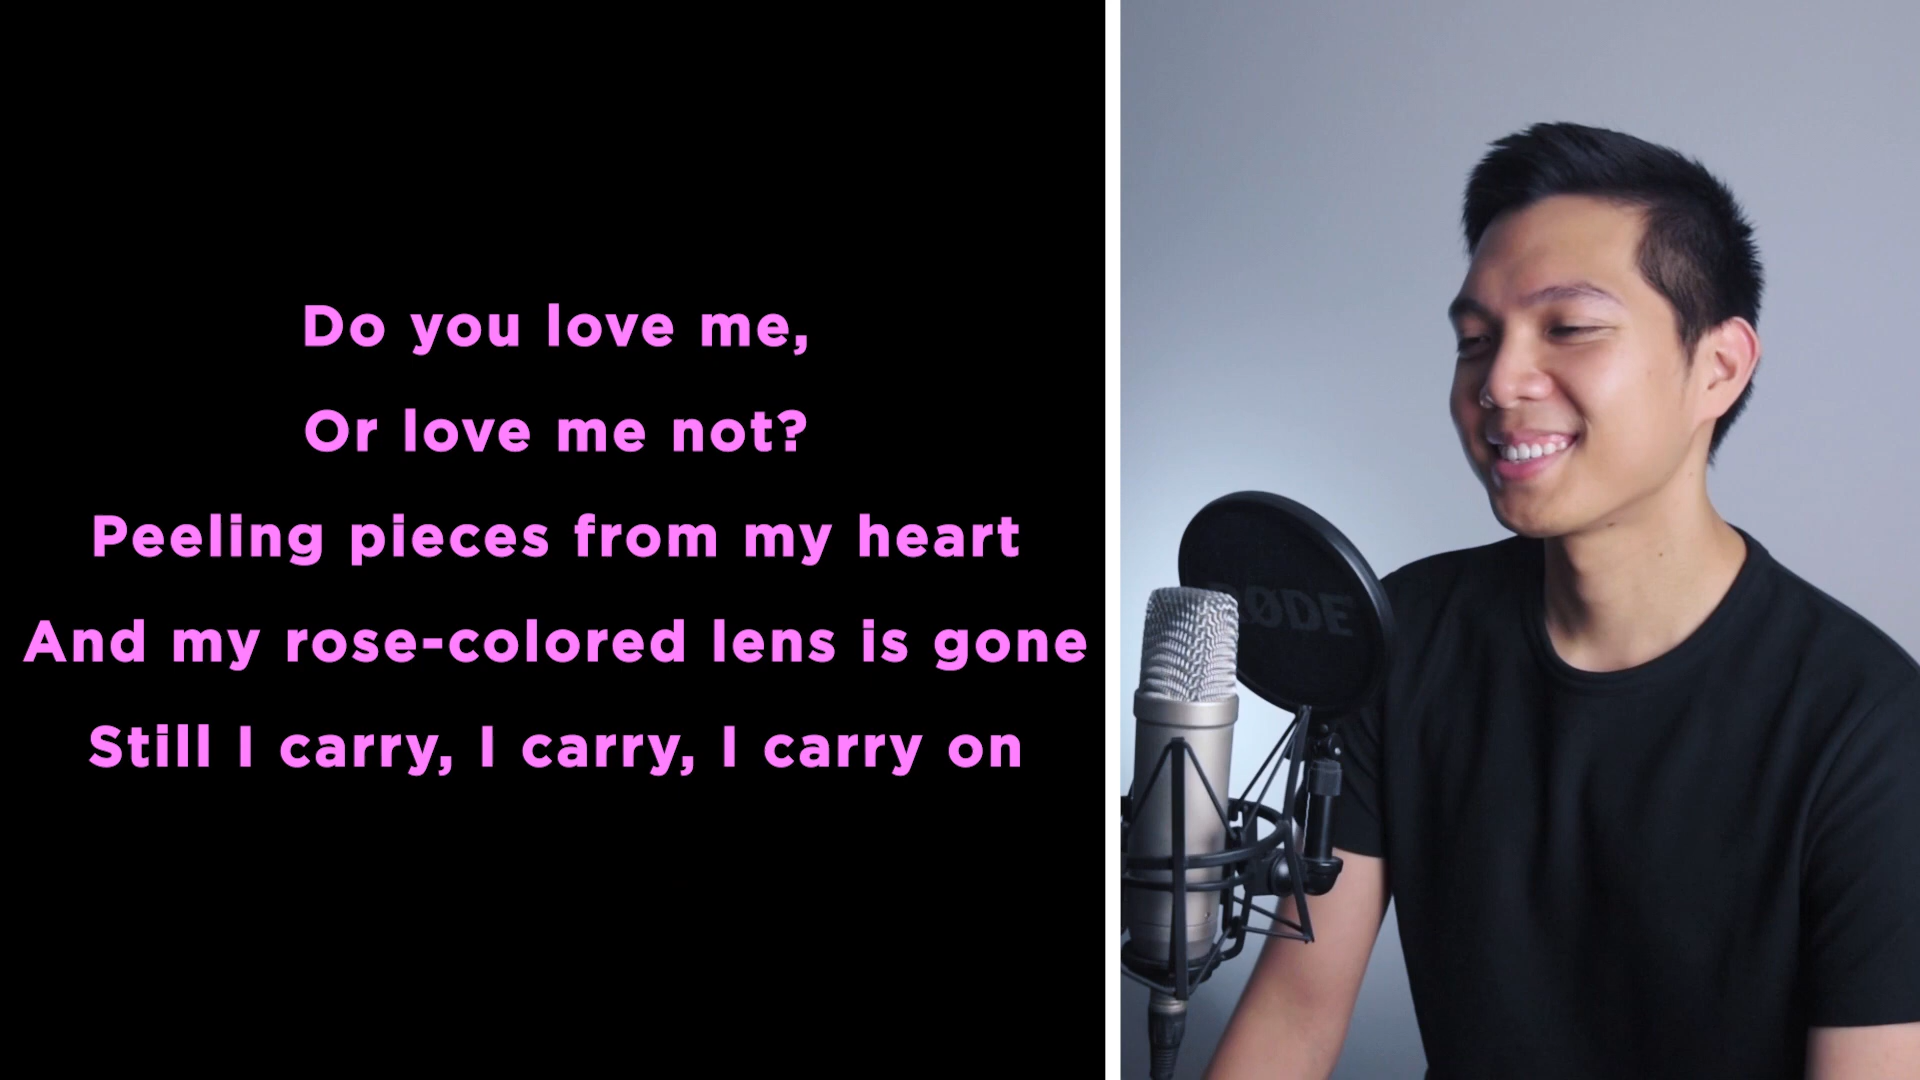 Do you love me,
Or love me not?
Peeling pieces from my heart
And my rose-colored lens is gone
Still I carry, I carry, I carry on
RØDE